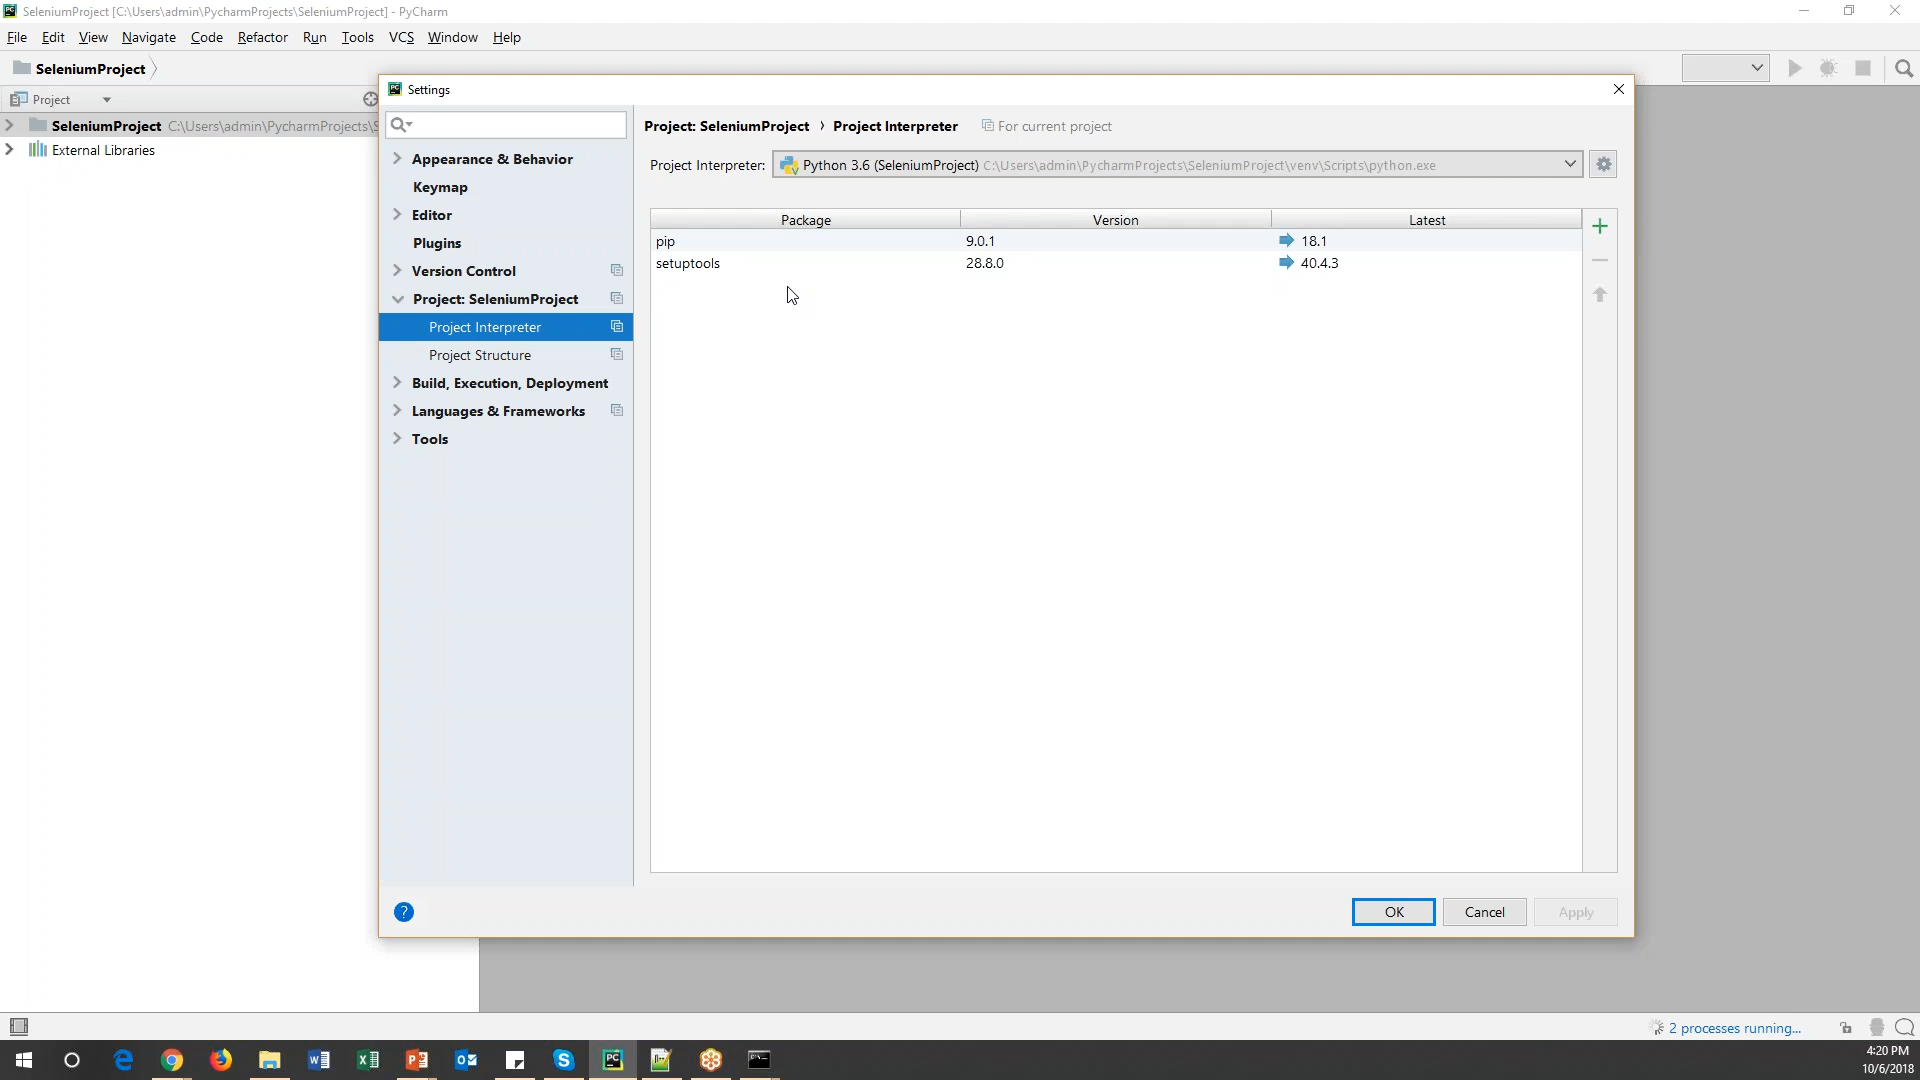 SeleniumProject [C:\Users\admin\PycharmProjects\SeleniumProject] - PyCharm
File Edit View Navigate Code Refactor Run Tools VCS Window Help
SeleniumProject
Project
SeleniumProject C:\Users\admin\PycharmProjects\S
External Libraries
Settings
Appearance & Behavior
Keymap
Editor
Plugins
Version Control
Project: SeleniumProject
Project Interpreter
Project Structure
Build, Execution, Deployment
Languages & Frameworks
Tools
Project: SeleniumProject › Project Interpreter For current project
Project Interpreter: Python 3.6 (SeleniumProject) C:\Users\admin\PycharmProjects\SeleniumProject\venv\Scripts\python.exe
Package Version Latest
pip 9.0.1 18.1
setuptools 28.8.0 40.4.3
? OK Cancel Apply
2 processes running...
4:20 PM
10/6/2018